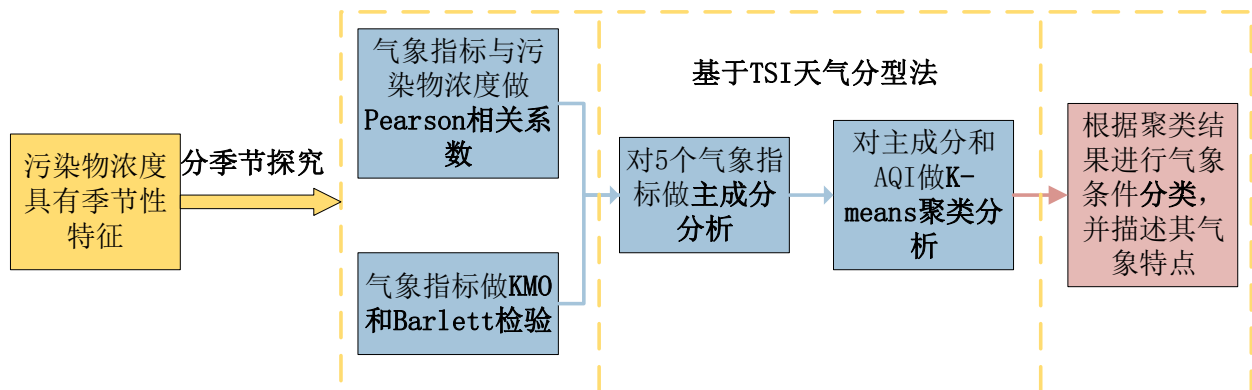 污染物浓度
具有季节性
特征
分季节探究
气象指标与污
染物浓度做
Pearson相关系
数
气象指标做KMO
和Barlett检验
基于TSI天气分型法
对5个气象指
标做主成分
分析
对主成分和
AQI做K-
means聚类分
析
根据聚类结
果进行气象
条件分类，
并描述其气
象特点